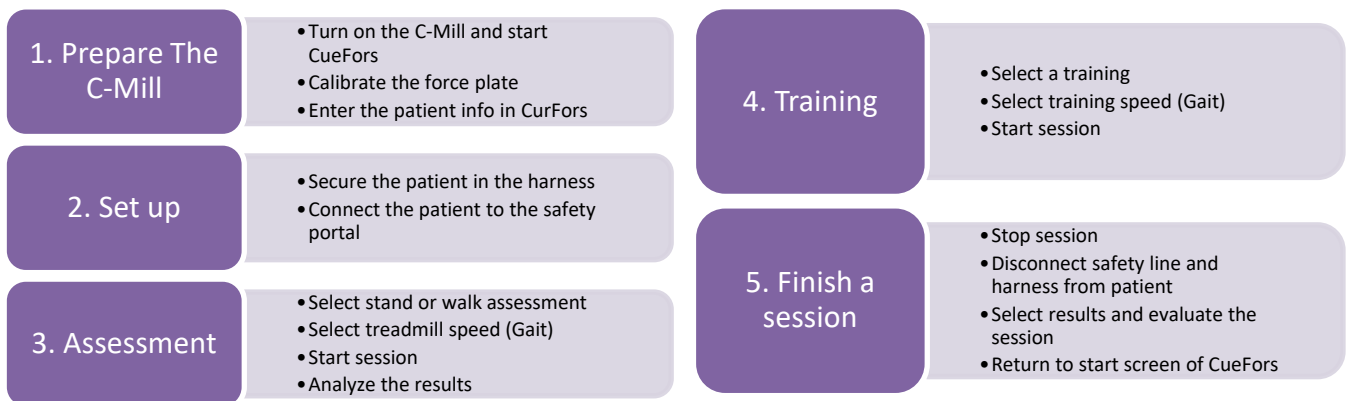 1. Prepare The
C-Mill
•Turn on the C-Mill and start
CueFors
•Calibrate the force plate
•Enter the patient info in CurFors
2. Set up
•Secure the patient in the harness
•Connect the patient to the safety
portal
3. Assessment
•Select stand or walk assessment
•Select treadmill speed (Gait)
•Start session
•Analyze the results
4. Training
•Select a training
•Select training speed (Gait)
•Start session
5. Finish a
session
•Stop session
•Disconnect safety line and
harness from patient
•Select results and evaluate the
session
•Return to start screen of CueFors